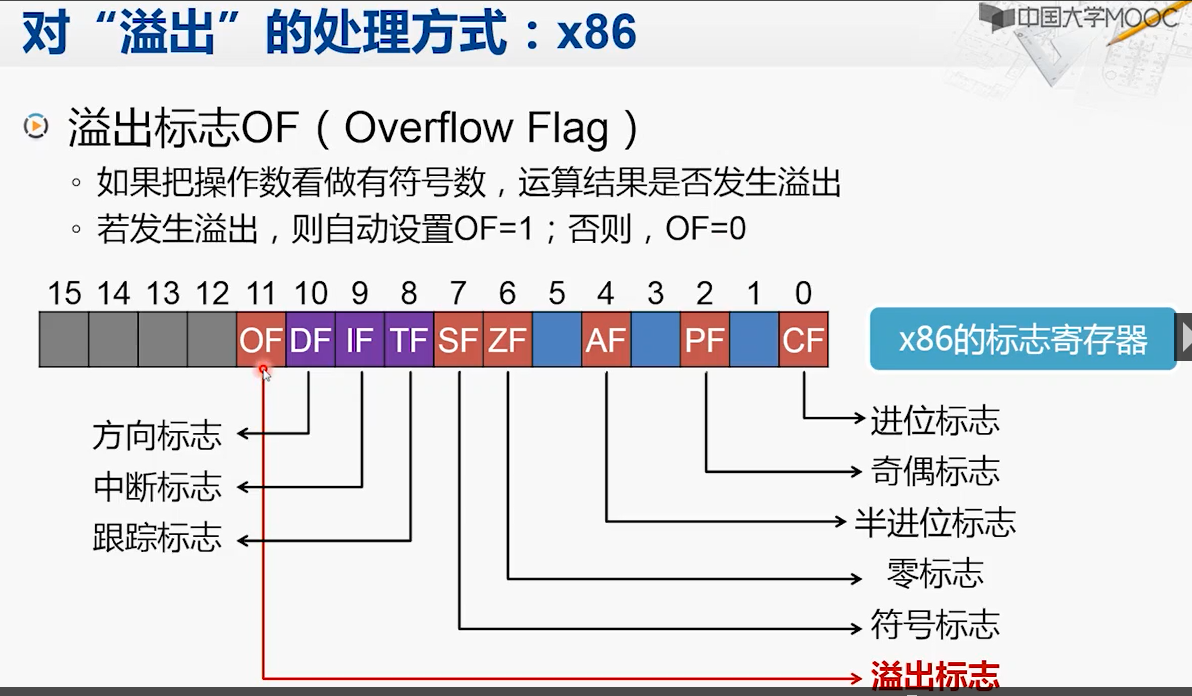 对“溢出”的处理方式：x86
中国大学MOOC
溢出标志OF（Overflow Flag）
如果把操作数看做有符号数，运算结果是否发生溢出
若发生溢出，则自动设置OF=1；否则，OF=0
15 14 13 12 11 10 9 8 7 6 5 4 3 2 1 0
OF DF IF TF SF ZF AF PF CF
x86的标志寄存器
方向标志
中断标志
跟踪标志
进位标志
奇偶标志
半进位标志
零标志
符号标志
溢出标志